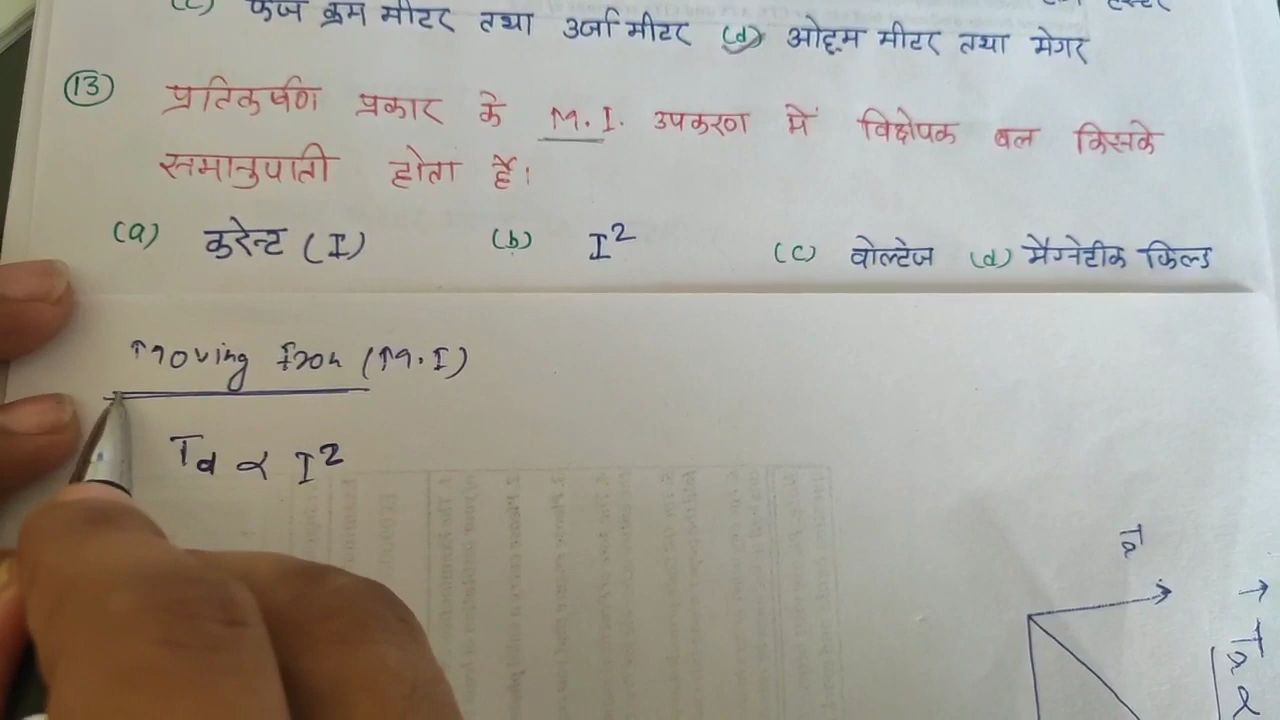 (c) फेज क्रम मीटर तथा उर्जा मीटर (d) ओह्म मीटर तथा मेगर
(13) प्रतिकर्षण प्रकार के M.I. उपकरण में विक्षेपक बल किसके
समानुपाती होता है।
(a) करेन्ट (I) (b) I² (c) वोल्टेज (d) मैग्नेटीक फिल्ड
Moving Iron (M.I)
Td ∝ I²